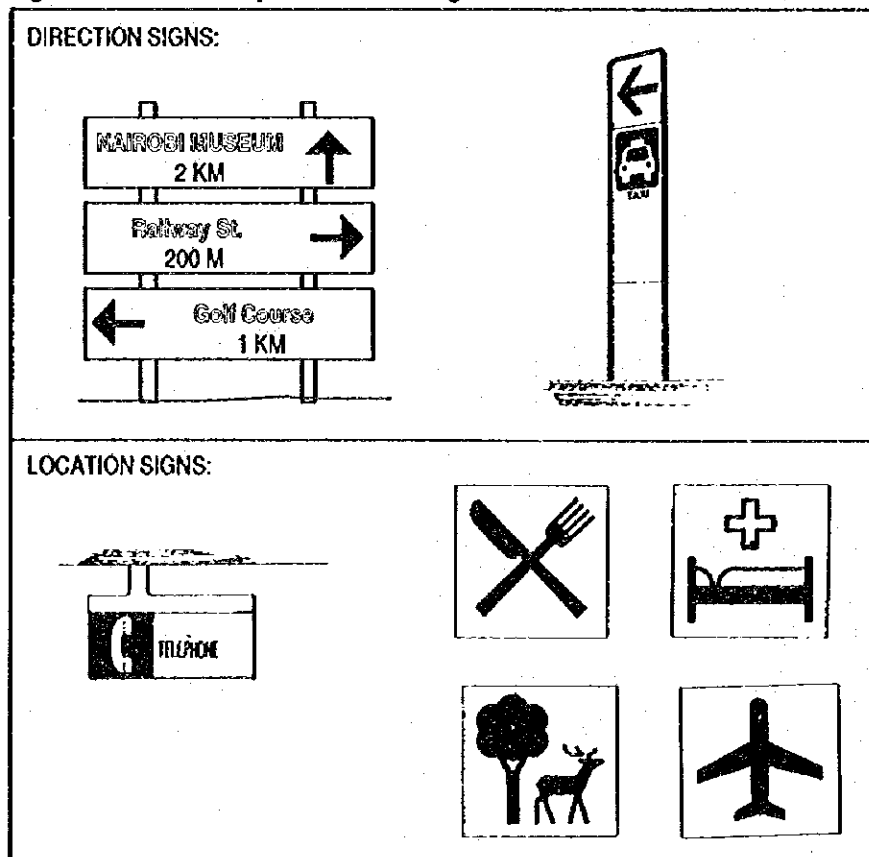 DIRECTION SIGNS:
NAIROBI MUSEUM
2 KM
Railway St.
200 M
Golf Course
1 KM
TAXI
LOCATION SIGNS:
TELEPHONE